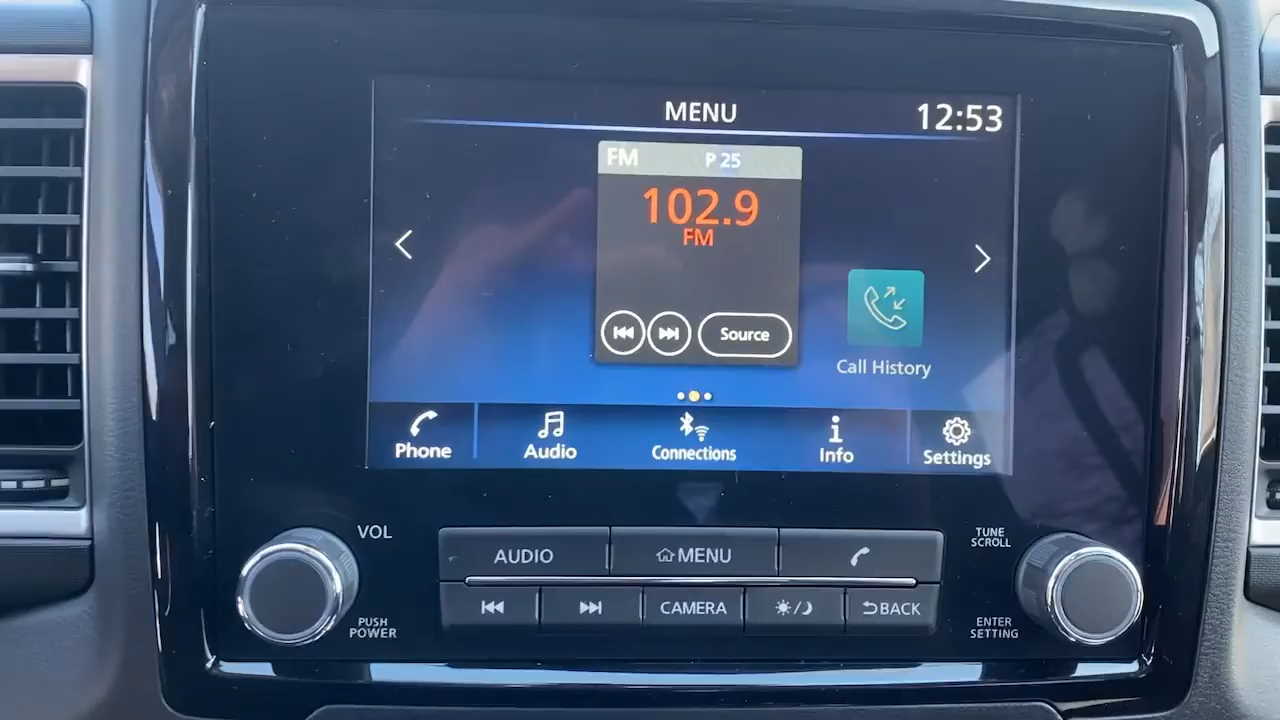 MENU
12:53
FM P 25
102.9
FM
Source
Call History
Phone
Audio
Connections
Info
Settings
VOL
TUNE
SCROLL
AUDIO
MENU
CAMERA
BACK
PUSH
POWER
ENTER
SETTING